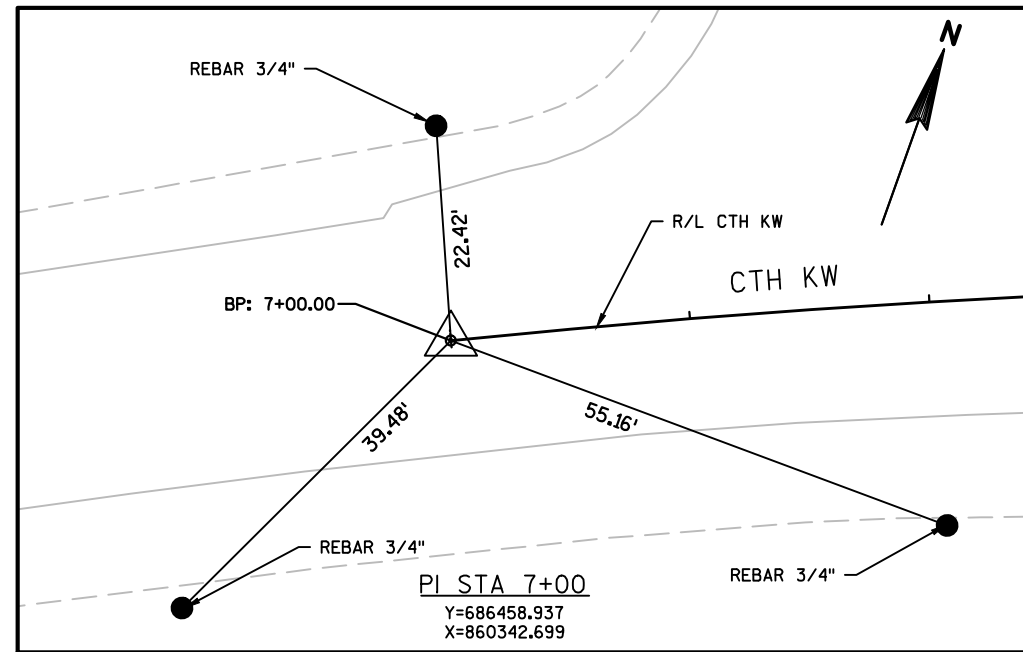 N
REBAR 3/4"
R/L CTH KW
22.42'
CTH KW
BP: 7+00.00
39.48'
55.16'
REBAR 3/4"
REBAR 3/4"
PI STA 7+00
Y=686458.937
X=860342.699